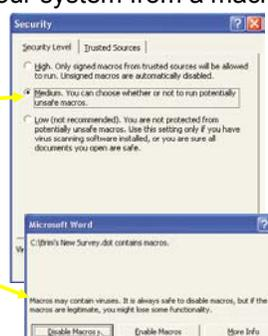 our system from a macr
Security
Security Level Trusted Sources
High. Only signed macros from trusted sources will be allowed
to run. Unsigned macros are automatically disabled.
Medium. You can choose whether or not to run potentially
unsafe macros.
Low (not recommended). You are not protected from
potentially unsafe macros. Use this setting only if you have
virus scanning software installed, or you are sure all
documents you open are safe.
Microsoft Word
C:\Brimi's New Survey.dot contains macros.
Vir
Macros may contain viruses. It is always safe to disable macros, but if the
macros are legitimate, you might lose some functionality.
Disable Macros Enable Macros More Info